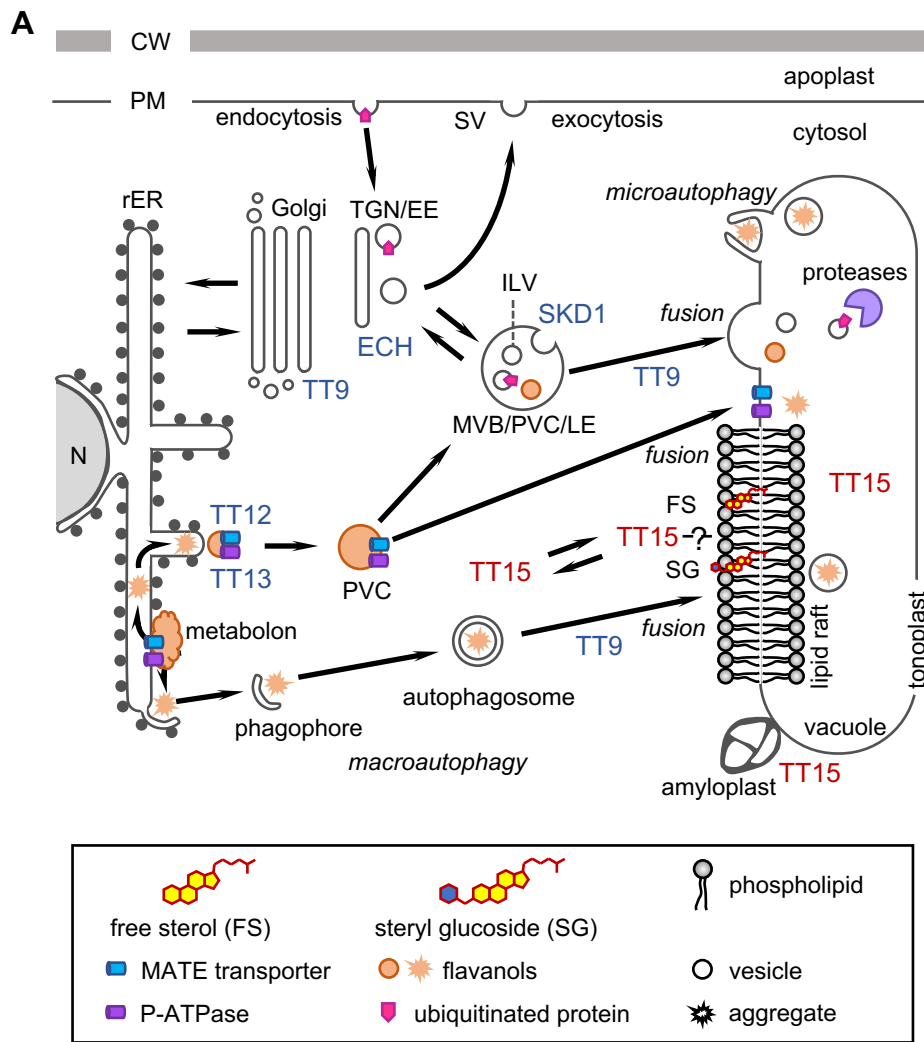 A
CW
apoplast
PM
endocytosis
SV
exocytosis
cytosol
rER
Golgi
TGN/EE
microautophagy
ILV
proteases
SKD1
fusion
ECH
TT9
TT9
MVB/PVC/LE
N
fusion
TT12
FS
TT15
TT15
?
TT13
TT15
SG
PVC
metabolon
fusion
TT9
lipid raft
tonoplast
autophagosome
phagophore
vacuole
macroautophagy
amyloplast
TT15
free sterol (FS)
steryl glucoside (SG)
phospholipid
MATE transporter
flavanols
vesicle
P-ATPase
ubiquitinated protein
aggregate